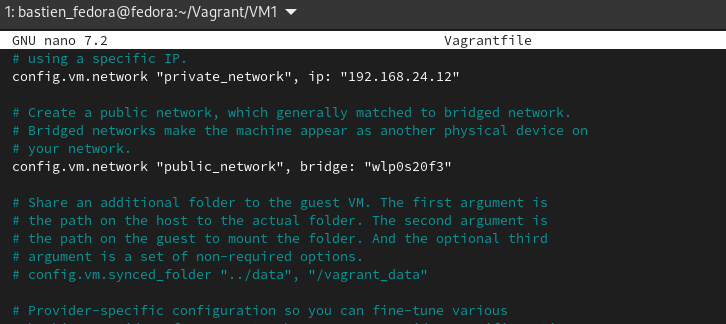 1: bastien_fedora@fedora:~/Vagrant/VM1
GNU nano 7.2 Vagrantfile
# using a specific IP.
config.vm.network "private_network", ip: "192.168.24.12"
# Create a public network, which generally matched to bridged network.
# Bridged networks make the machine appear as another physical device on
# your network.
config.vm.network "public_network", bridge: "wlp0s20f3"
# Share an additional folder to the guest VM. The first argument is
# the path on the host to the actual folder. The second argument is
# the path on the guest to mount the folder. And the optional third
# argument is a set of non-required options.
# config.vm.synced_folder "../data", "/vagrant_data"
# Provider-specific configuration so you can fine-tune various